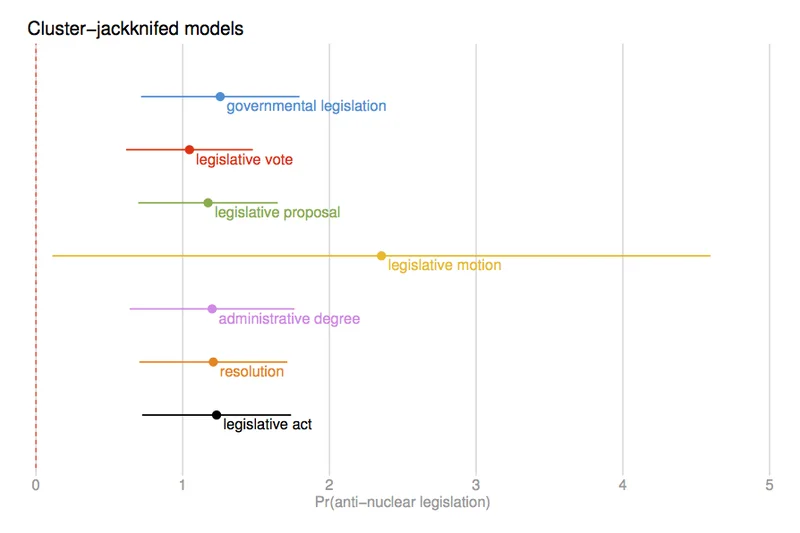 Cluster−jackknifed models
governmental legislation
legislative vote
legislative proposal
legislative motion
administrative degree
resolution
legislative act
0 1 2 3 4 5
Pr(anti−nuclear legislation)